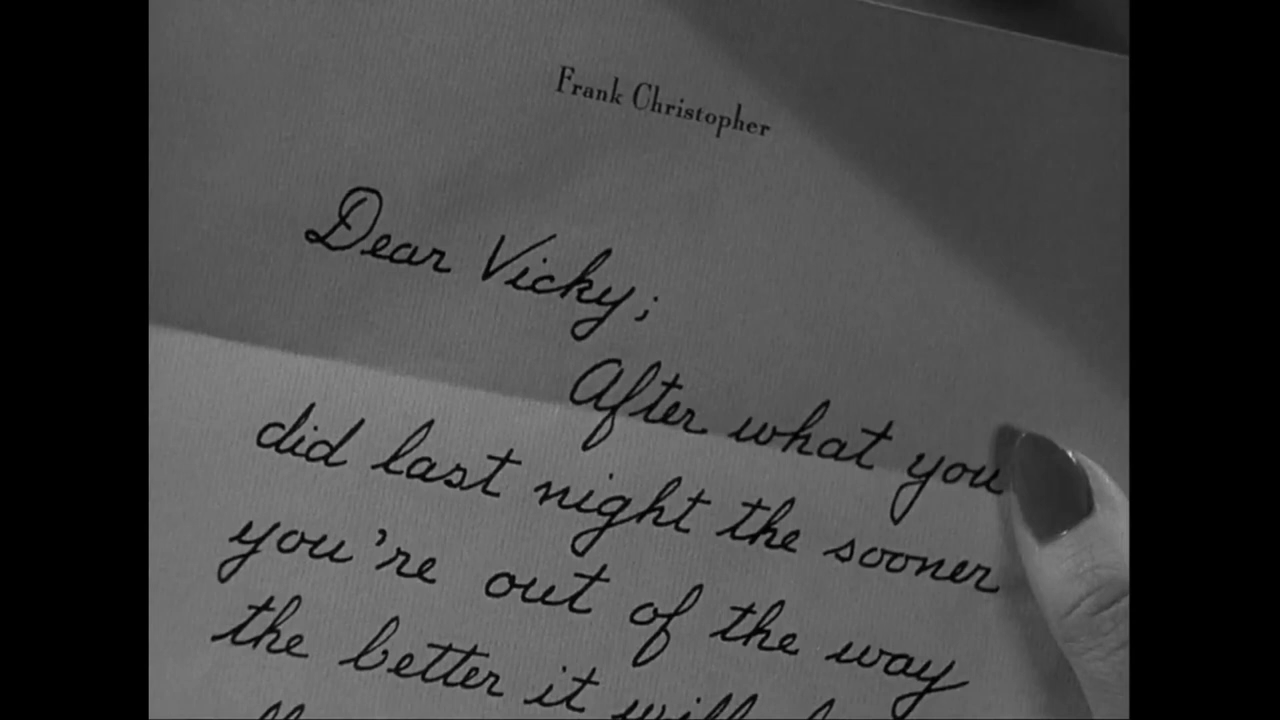 Frank Christopher
Dear Vicky;
After what you
did last night the sooner
you're out of the way
the better it will